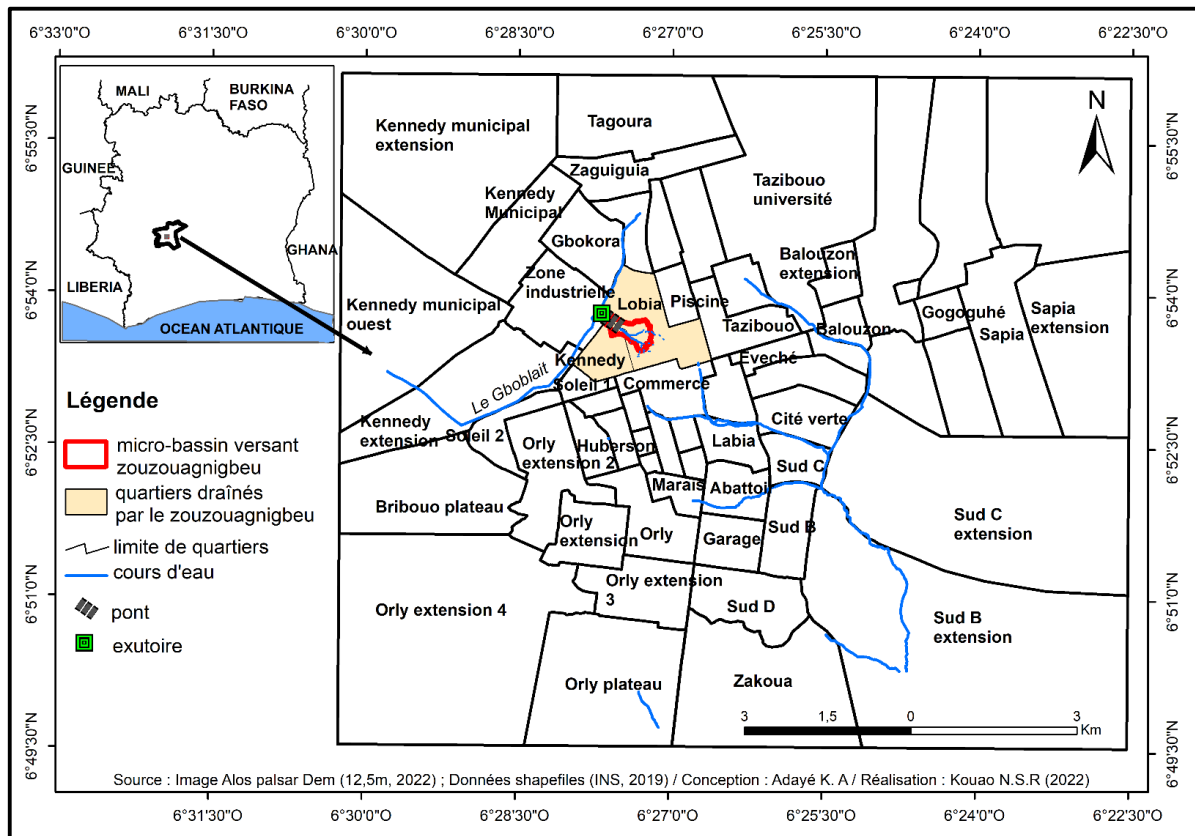 6°33'0"O 6°31'30"O 6°30'0"O 6°28'30"O 6°27'0"O 6°25'30"O 6°24'0"O 6°22'30"O
6°55'30"N
6°54'0"N
6°52'30"N
6°51'0"N
6°49'30"N
MALI
BURKINA
FASO
GUINEE
GHANA
LIBERIA
OCEAN ATLANTIQUE
Légende
micro-bassin versant
zouzouagnigbeu
quartiers draînés
par le zouzouagnigbeu
limite de quartiers
cours d'eau
pont
exutoire
N
Kennedy municipal
extension
Tagoura
Zaguiguia
Kennedy
Municipal
Tazibouo
université
Gbokora
Balouzon
extension
Zone
industrielle
Lobia
Piscine
Kennedy municipal
ouest
Tazibouo
Balouzon
Gogoguhé
Sapia
Sapia
extension
Le Gboblait
Kennedy
Eveché
Soleil 1
Commerce
Kennedy
extension
Soleil 2
Cité verte
Orly
extension 2
Huberson
Labia
Sud C
Marais
Abattoi
Bribouo plateau
Orly
extension
Orly
Garage
Sud B
Sud C
extension
Orly extension 4
Orly extension
3
Sud D
Sud B
extension
Orly plateau
Zakoua
3 1,5 0 3
Km
Source : Image Alos palsar Dem (12,5m, 2022) ; Données shapefiles (INS, 2019) / Conception : Adayé K. A / Réalisation : Kouao N.S.R (2022)
6°55'30"N
6°54'0"N
6°52'30"N
6°51'0"N
6°49'30"N
6°31'30"O 6°30'0"O 6°28'30"O 6°27'0"O 6°25'30"O 6°24'0"O 6°22'30"O